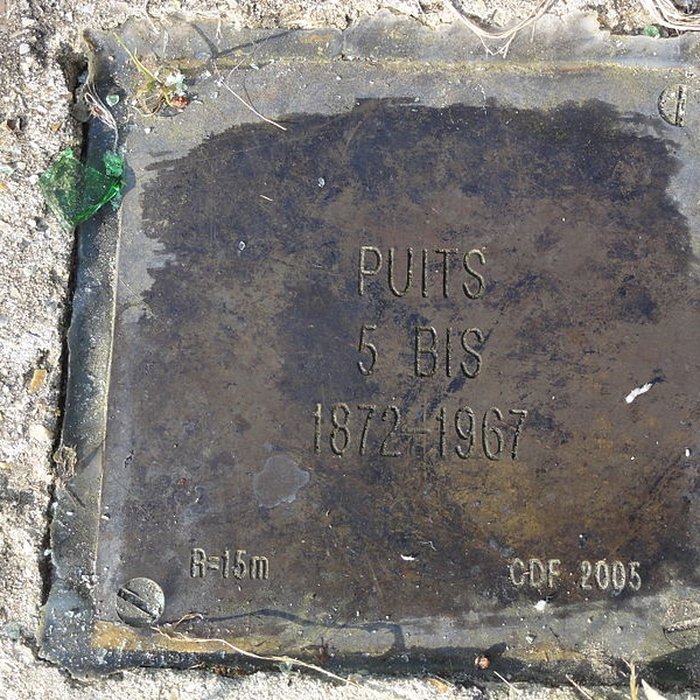 PUITS
5 BIS
1872-1967
R=15m CDF 2005